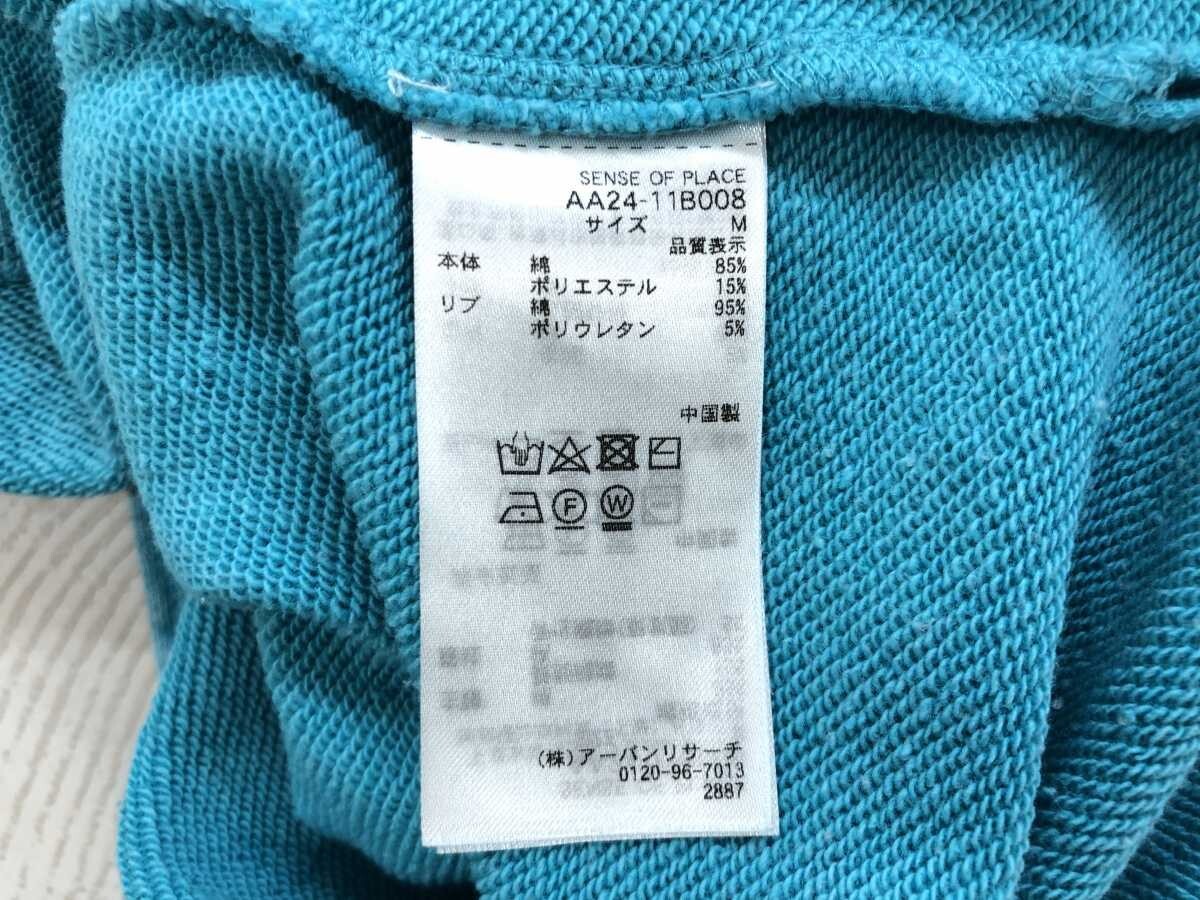 SENSE OF PLACE
AA24-11B008
サイズ M
品質表示
本体 綿 85%
ポリエステル 15%
リブ 綿 95%
ポリウレタン 5%
中国製
F W
(株)アーバンリサーチ
0120-96-7013
2887